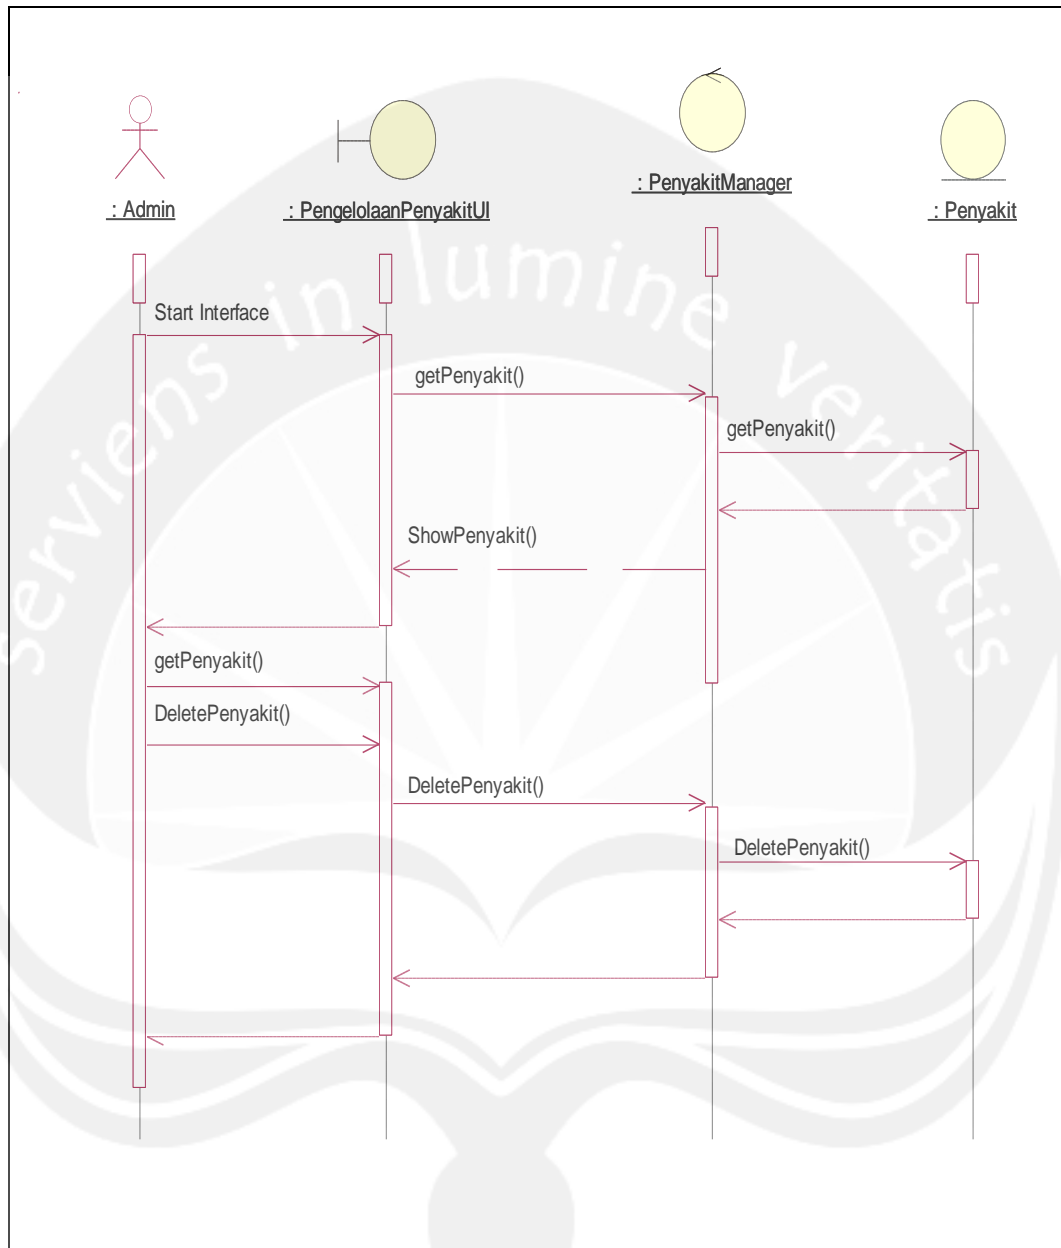 : Admin
: PengelolaanPenyakitUI
: PenyakitManager
: Penyakit
Start Interface
getPenyakit()
getPenyakit()
ShowPenyakit()
getPenyakit()
DeletePenyakit()
DeletePenyakit()
DeletePenyakit()
serviens in lumine veritatis